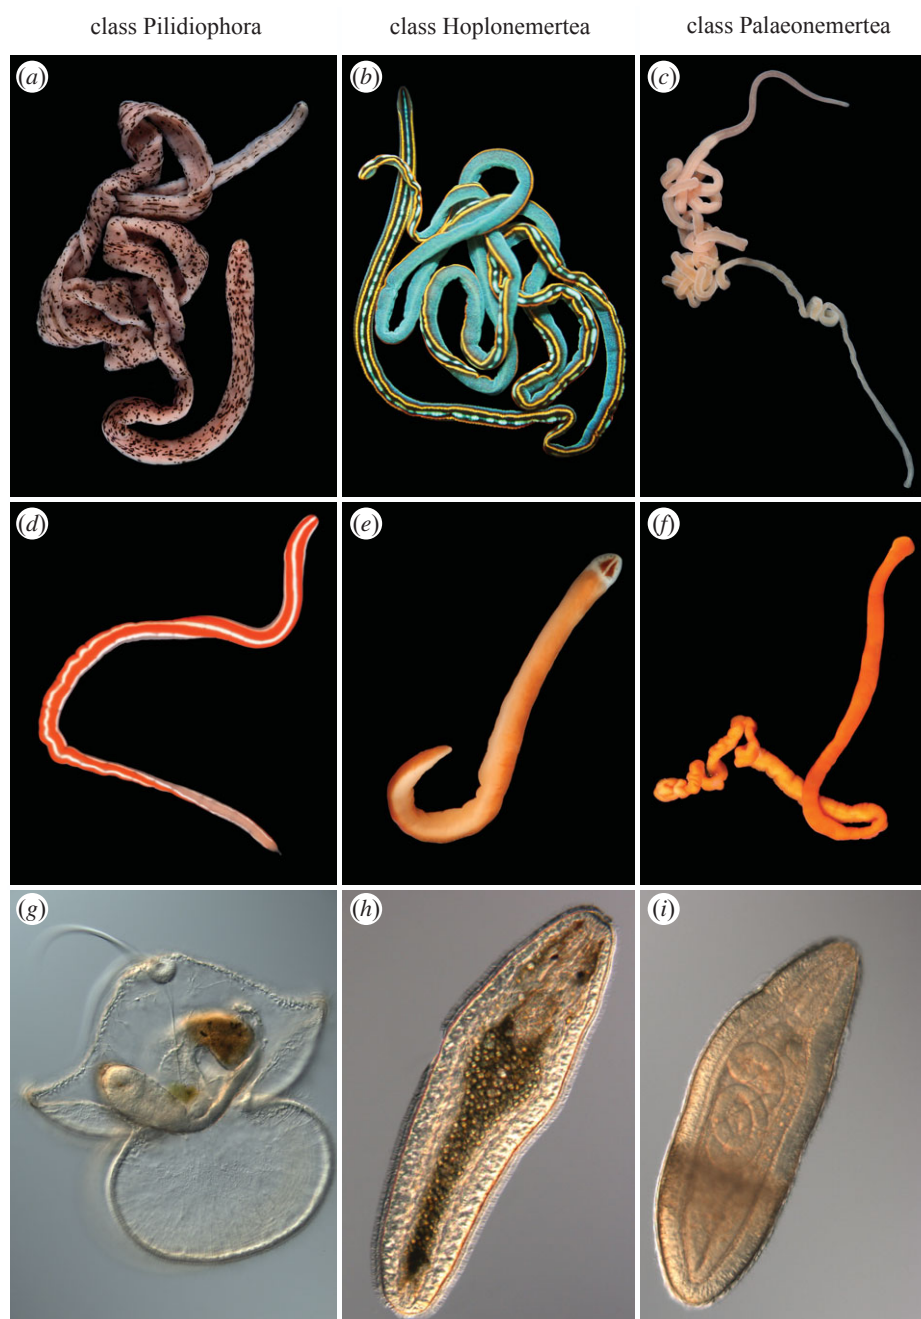 class Pilidiophora class Hoplonemertea class Palaeonemertea
(a) (b) (c)
(d) (e) (f)
(g) (h) (i)